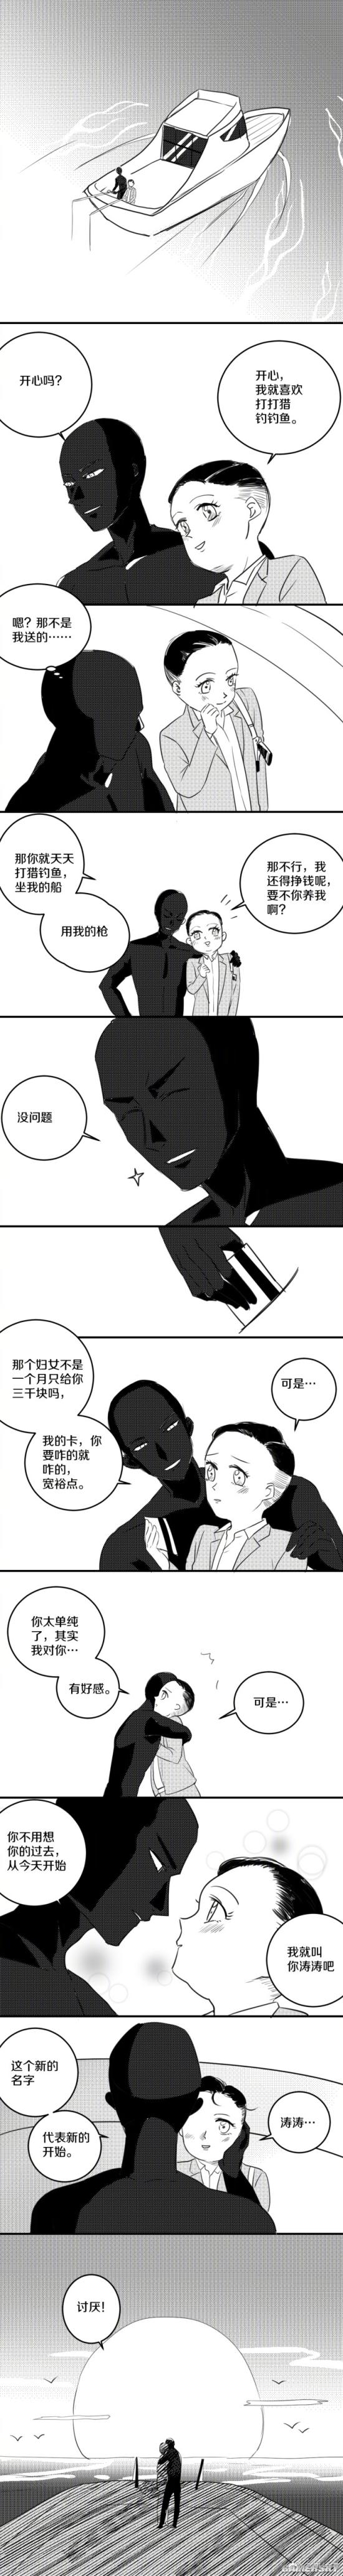 开心吗？
开心，
我就喜欢
打打猎
钓钓鱼。
嗯？那不是
我送的……
那你就天天
打猎钓鱼，
坐我的船
用我的枪
那不行，我
还得挣钱呢，
要不你养我
啊？
没问题
那个妇女不是
一个月只给你
三千块吗，
我的卡，你
要咋的就
咋的，
宽裕点。
可是…
你太单纯
了，其实
我对你…
有好感。
可是…
你不用想
你的过去，
从今天开始
我就叫
你涛涛吧
这个新的
名字
代表新的
开始。
涛涛…
讨厌！